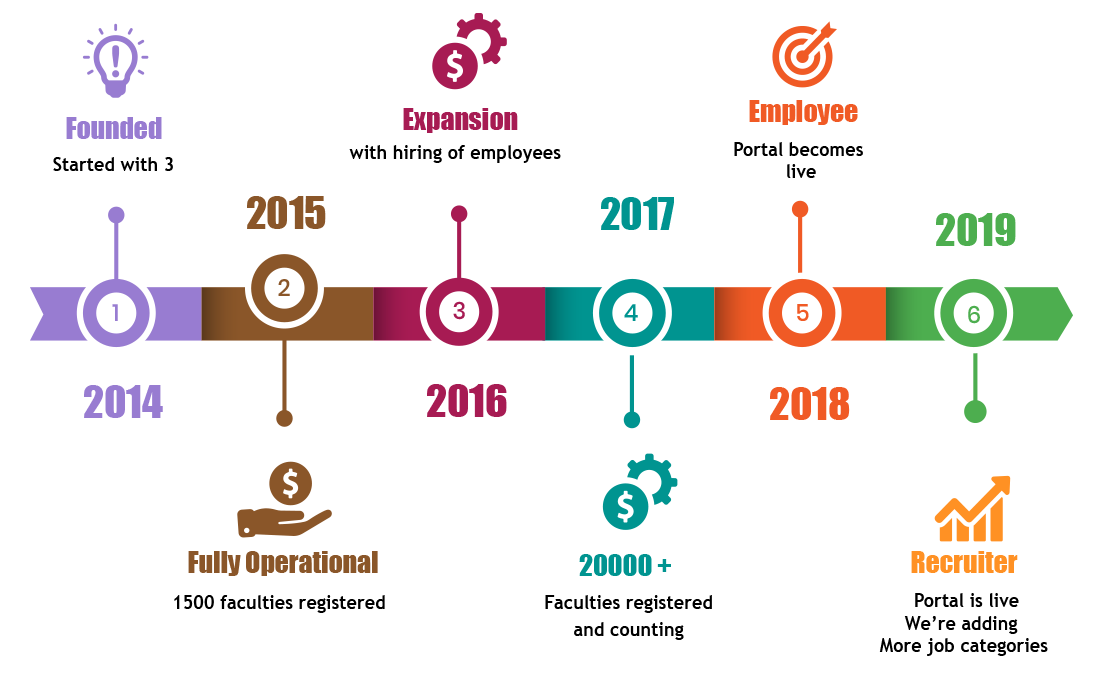 Founded
Started with 3
2014
1
2015
2
$
Fully Operational
1500 faculties registered
$
Expansion
with hiring of employees
3
2016
2017
4
$
20000 +
Faculties registered
and counting
Employee
Portal becomes
live
5
2018
2019
6
Recruiter
Portal is live
We’re adding
More job categories